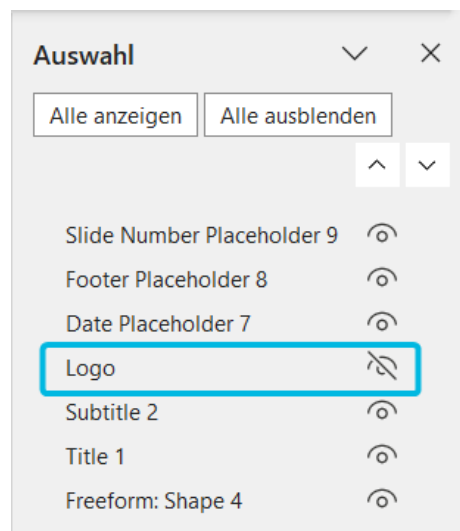 Auswahl
Alle anzeigen Alle ausblenden
Slide Number Placeholder 9
Footer Placeholder 8
Date Placeholder 7
Logo
Subtitle 2
Title 1
Freeform: Shape 4